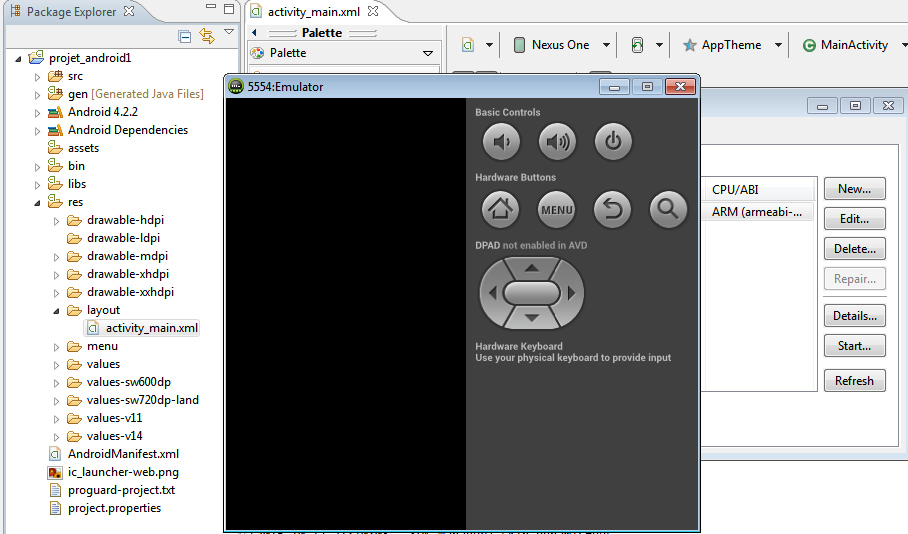 Package Explorer
projet_android1
src
gen [Generated Java Files]
Android 4.2.2
Android Dependencies
assets
bin
libs
res
drawable-hdpi
drawable-ldpi
drawable-mdpi
drawable-xhdpi
drawable-xxhdpi
layout
activity_main.xml
menu
values
values-sw600dp
values-sw720dp-land
values-v11
values-v14
AndroidManifest.xml
ic_launcher-web.png
proguard-project.txt
project.properties
activity_main.xml
Palette
Palette
Nexus One
AppTheme
MainActivity
5554:Emulator
Basic Controls
Hardware Buttons
MENU
DPAD not enabled in AVD
Hardware Keyboard
Use your physical keyboard to provide input
CPU/ABI
ARM (armeabi-...
New...
Edit...
Delete...
Repair...
Details...
Start...
Refresh